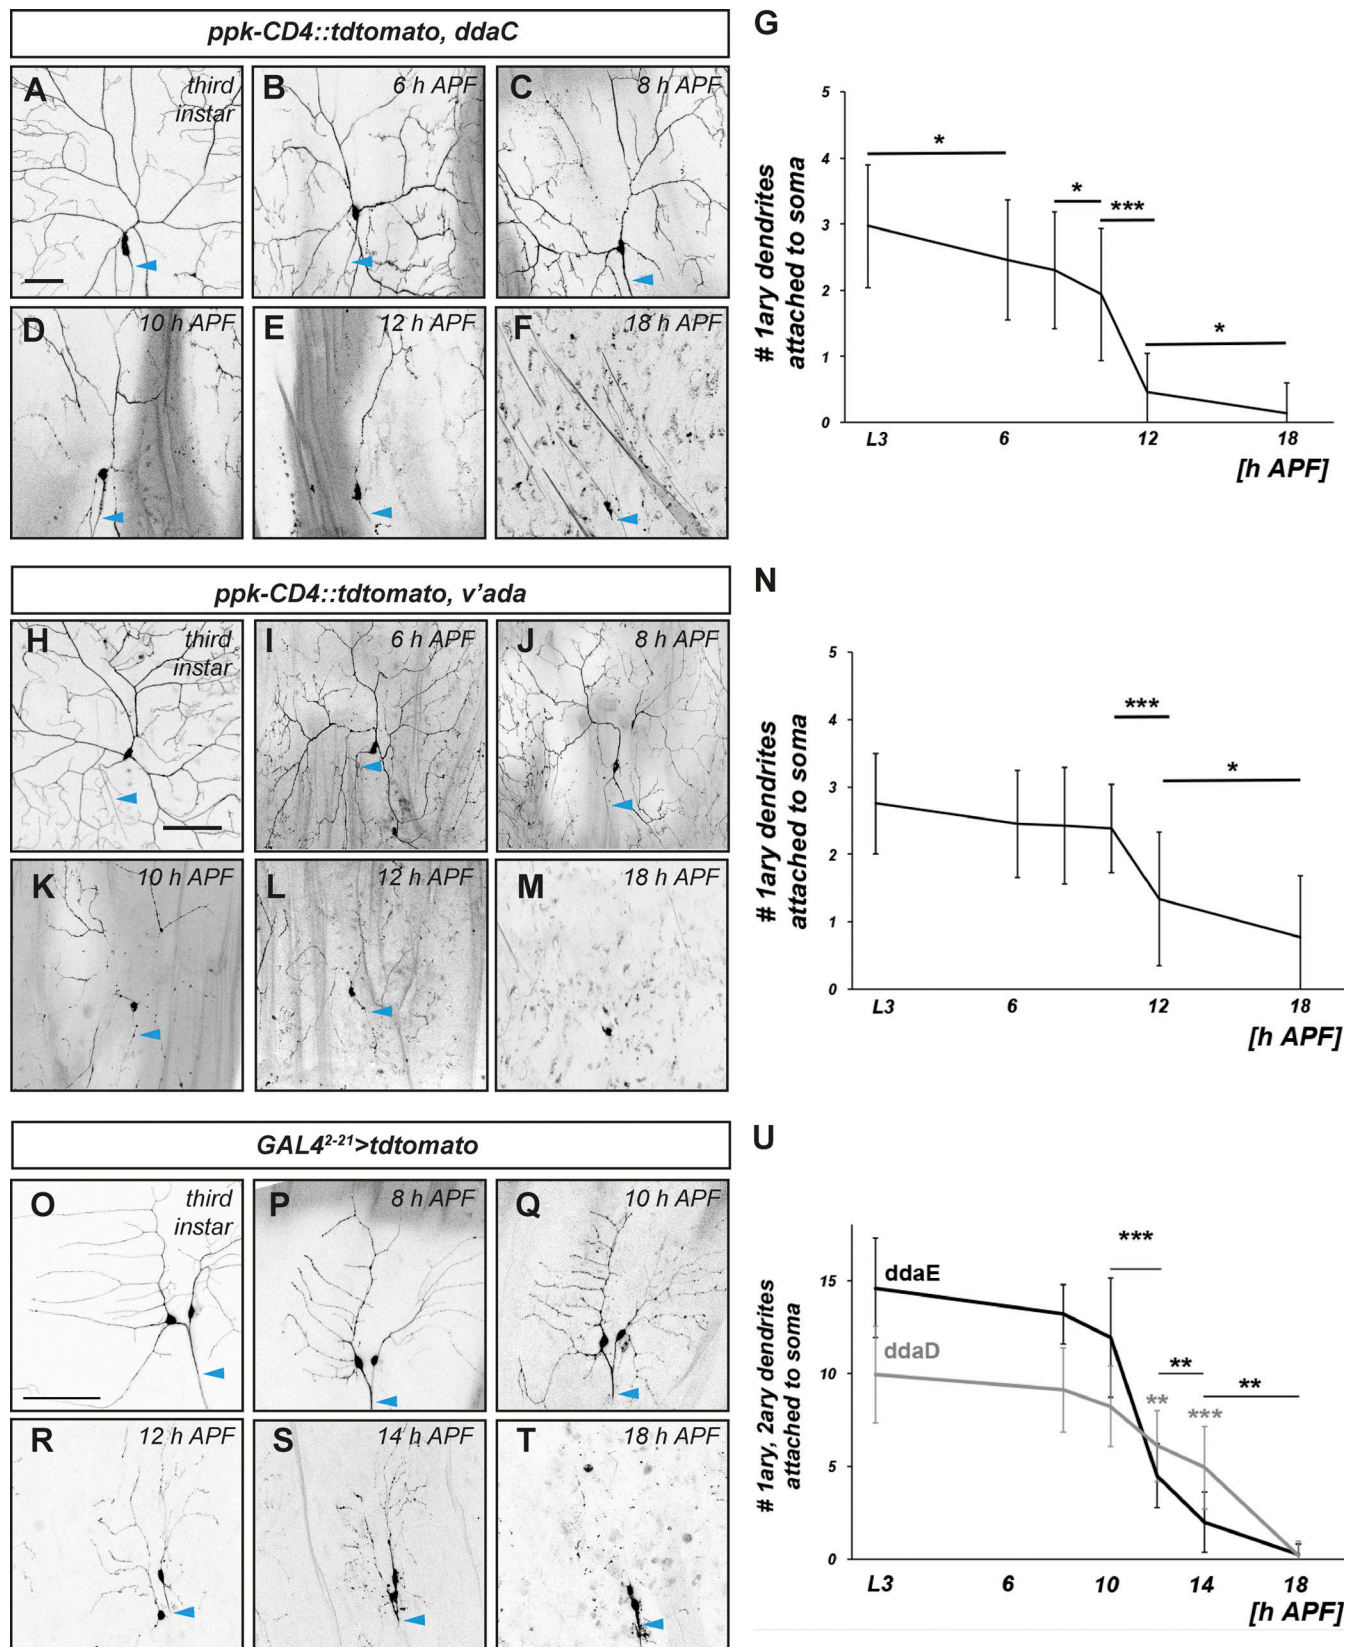 ppk-CD4::tdtomato, ddaC
A
third
instar
B
6 h APF
C
8 h APF
D
10 h APF
E
12 h APF
F
18 h APF
G
# 1ary dendrites
attached to soma
5
4
3
2
1
0
*
*
***
*
L3
6
12
18
[h APF]
ppk-CD4::tdtomato, v'ada
H
third
instar
I
6 h APF
J
8 h APF
K
10 h APF
L
12 h APF
M
18 h APF
N
# 1ary dendrites
attached to soma
5
4
3
2
1
0
***
*
L3
6
12
18
[h APF]
GAL4²⁻²¹>tdtomato
O
third
instar
P
8 h APF
Q
10 h APF
R
12 h APF
S
14 h APF
T
18 h APF
U
# 1ary, 2ary dendrites
attached to soma
15
10
5
0
ddaE
ddaD
***
**
**
**
***
L3
6
10
14
18
[h APF]